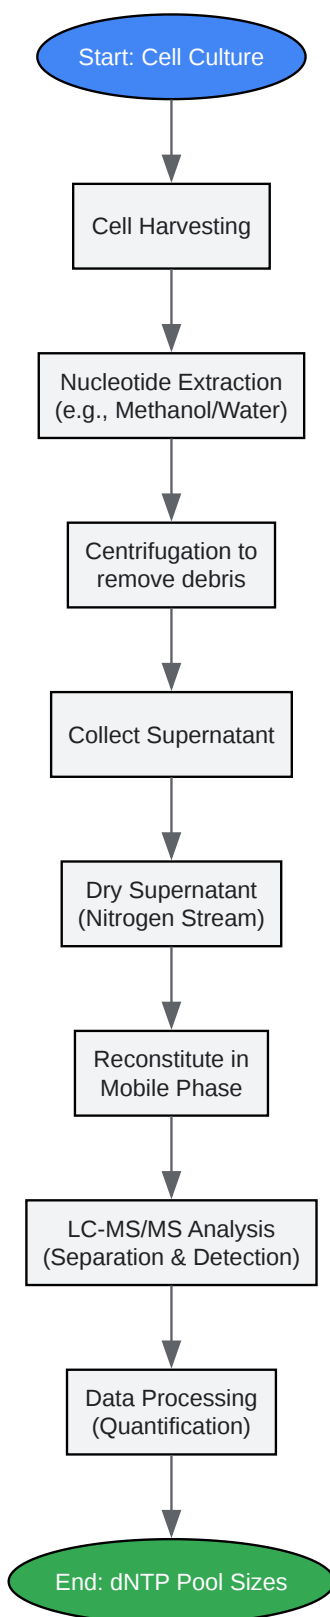 Start: Cell Culture
Cell Harvesting
Nucleotide Extraction
(e.g., Methanol/Water)
Centrifugation to
remove debris
Collect Supernatant
Dry Supernatant
(Nitrogen Stream)
Reconstitute in
Mobile Phase
LC-MS/MS Analysis
(Separation & Detection)
Data Processing
(Quantification)
End: dNTP Pool Sizes